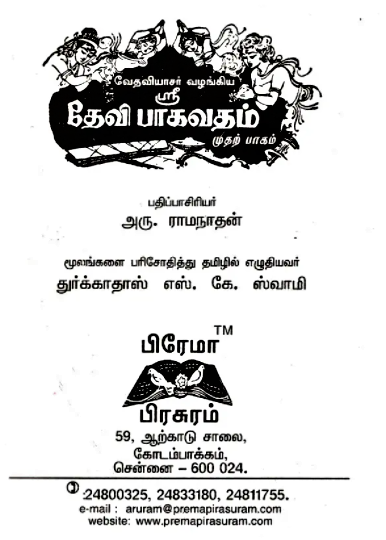 வேதவியாசர் வழங்கிய
ஸ்ரீ
தேவி பாகவதம்
முதற் பாகம்
பதிப்பாசிரியர்
அரு. ராமநாதன்
மூலங்களை பரிசோதித்து தமிழில் எழுதியவர்
துர்க்காதாஸ் எஸ். கே. ஸ்வாமி
பிரேமா TM
பிரசுரம்
59, ஆற்காடு சாலை,
கோடம்பாக்கம்,
சென்னை – 600 024.
24800325, 24833180, 24811755.
e-mail : aruram@premapirasuram.com
website: www.premapirasuram.com